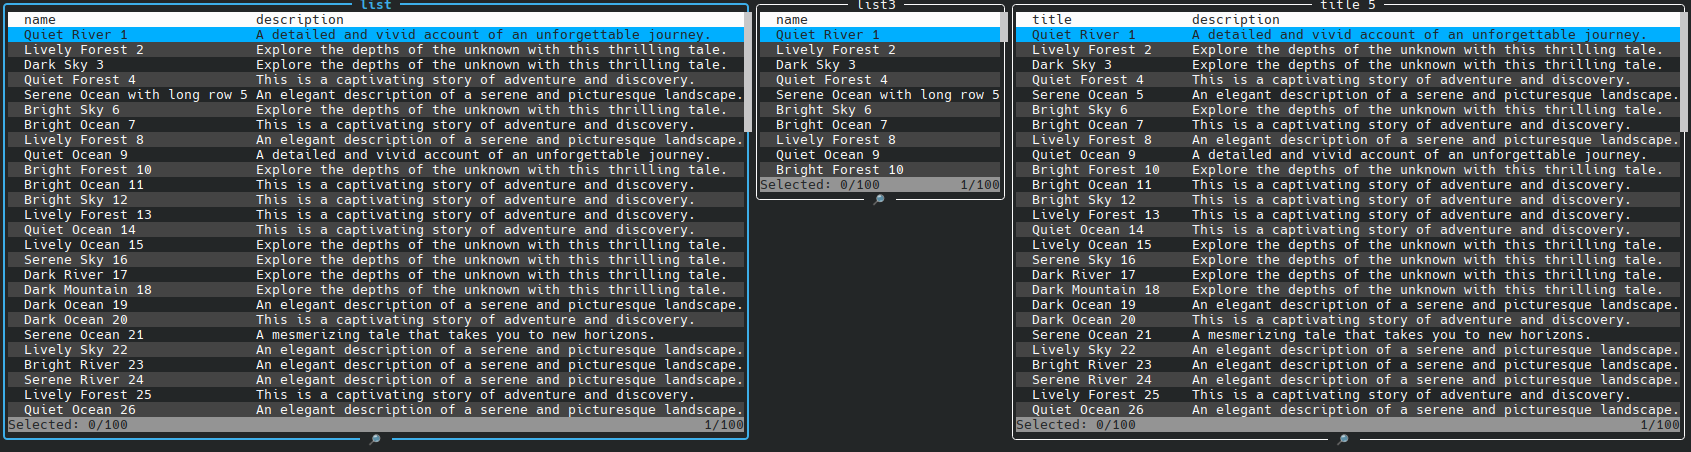 list
name description
Quiet River 1 A detailed and vivid account of an unforgettable journey.
Lively Forest 2 Explore the depths of the unknown with this thrilling tale.
Dark Sky 3 Explore the depths of the unknown with this thrilling tale.
Quiet Forest 4 This is a captivating story of adventure and discovery.
Serene Ocean with long row 5 An elegant description of a serene and picturesque landscape.
Bright Sky 6 Explore the depths of the unknown with this thrilling tale.
Bright Ocean 7 This is a captivating story of adventure and discovery.
Lively Forest 8 An elegant description of a serene and picturesque landscape.
Quiet Ocean 9 A detailed and vivid account of an unforgettable journey.
Bright Forest 10 Explore the depths of the unknown with this thrilling tale.
Bright Ocean 11 This is a captivating story of adventure and discovery.
Bright Sky 12 This is a captivating story of adventure and discovery.
Lively Forest 13 This is a captivating story of adventure and discovery.
Quiet Ocean 14 This is a captivating story of adventure and discovery.
Lively Ocean 15 Explore the depths of the unknown with this thrilling tale.
Serene Sky 16 Explore the depths of the unknown with this thrilling tale.
Dark River 17 Explore the depths of the unknown with this thrilling tale.
Dark Mountain 18 Explore the depths of the unknown with this thrilling tale.
Dark Ocean 19 An elegant description of a serene and picturesque landscape.
Dark Ocean 20 This is a captivating story of adventure and discovery.
Serene Ocean 21 A mesmerizing tale that takes you to new horizons.
Lively Sky 22 An elegant description of a serene and picturesque landscape.
Bright River 23 An elegant description of a serene and picturesque landscape.
Serene River 24 An elegant description of a serene and picturesque landscape.
Lively Forest 25 This is a captivating story of adventure and discovery.
Quiet Ocean 26 An elegant description of a serene and picturesque landscape.
Selected: 0/100 1/100
list3
name
Quiet River 1
Lively Forest 2
Dark Sky 3
Quiet Forest 4
Serene Ocean with long row 5
Bright Sky 6
Bright Ocean 7
Lively Forest 8
Quiet Ocean 9
Bright Forest 10
Selected: 0/100 1/100
title 5
title description
Quiet River 1 A detailed and vivid account of an unforgettable journey.
Lively Forest 2 Explore the depths of the unknown with this thrilling tale.
Dark Sky 3 Explore the depths of the unknown with this thrilling tale.
Quiet Forest 4 This is a captivating story of adventure and discovery.
Serene Ocean 5 An elegant description of a serene and picturesque landscape.
Bright Sky 6 Explore the depths of the unknown with this thrilling tale.
Bright Ocean 7 This is a captivating story of adventure and discovery.
Lively Forest 8 An elegant description of a serene and picturesque landscape.
Quiet Ocean 9 A detailed and vivid account of an unforgettable journey.
Bright Forest 10 Explore the depths of the unknown with this thrilling tale.
Bright Ocean 11 This is a captivating story of adventure and discovery.
Bright Sky 12 This is a captivating story of adventure and discovery.
Lively Forest 13 This is a captivating story of adventure and discovery.
Quiet Ocean 14 This is a captivating story of adventure and discovery.
Lively Ocean 15 Explore the depths of the unknown with this thrilling tale.
Serene Sky 16 Explore the depths of the unknown with this thrilling tale.
Dark River 17 Explore the depths of the unknown with this thrilling tale.
Dark Mountain 18 Explore the depths of the unknown with this thrilling tale.
Dark Ocean 19 An elegant description of a serene and picturesque landscape.
Dark Ocean 20 This is a captivating story of adventure and discovery.
Serene Ocean 21 A mesmerizing tale that takes you to new horizons.
Lively Sky 22 An elegant description of a serene and picturesque landscape.
Bright River 23 An elegant description of a serene and picturesque landscape.
Serene River 24 An elegant description of a serene and picturesque landscape.
Lively Forest 25 This is a captivating story of adventure and discovery.
Quiet Ocean 26 An elegant description of a serene and picturesque landscape.
Selected: 0/100 1/100